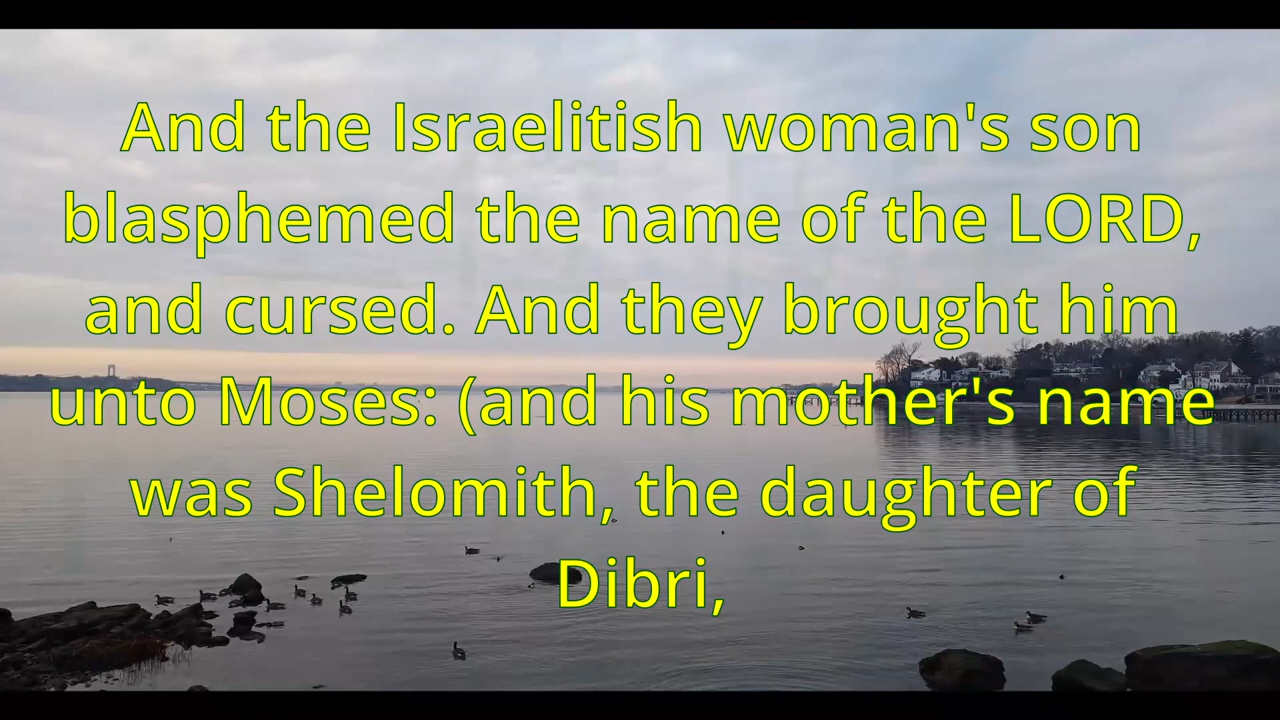 And the Israelitish woman's son
blasphemed the name of the LORD,
and cursed. And they brought him
unto Moses: (and his mother's name
was Shelomith, the daughter of
Dibri,